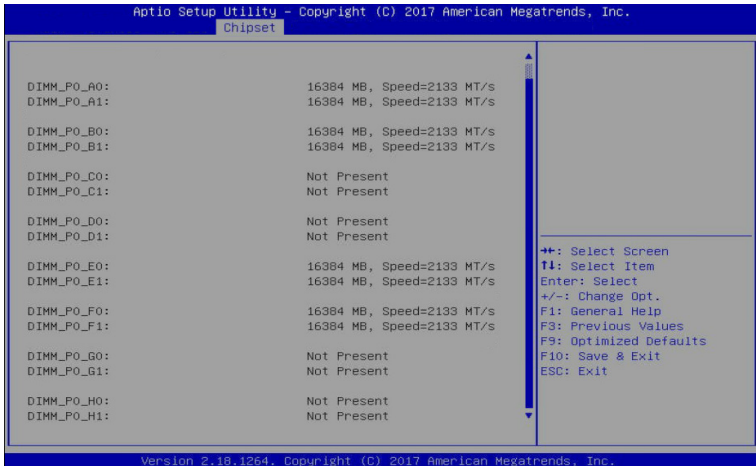 Aptio Setup Utility – Copyright (C) 2017 American Megatrends, Inc.
Chipset
DIMM_P0_A0: 16384 MB, Speed=2133 MT/s
DIMM_P0_A1: 16384 MB, Speed=2133 MT/s
DIMM_P0_B0: 16384 MB, Speed=2133 MT/s
DIMM_P0_B1: 16384 MB, Speed=2133 MT/s
DIMM_P0_C0: Not Present
DIMM_P0_C1: Not Present
DIMM_P0_D0: Not Present
DIMM_P0_D1: Not Present
DIMM_P0_E0: 16384 MB, Speed=2133 MT/s
DIMM_P0_E1: 16384 MB, Speed=2133 MT/s
DIMM_P0_F0: 16384 MB, Speed=2133 MT/s
DIMM_P0_F1: 16384 MB, Speed=2133 MT/s
DIMM_P0_G0: Not Present
DIMM_P0_G1: Not Present
DIMM_P0_H0: Not Present
DIMM_P0_H1: Not Present
→←: Select Screen
↑↓: Select Item
Enter: Select
+/-: Change Opt.
F1: General Help
F3: Previous Values
F9: Optimized Defaults
F10: Save & Exit
ESC: Exit
Version 2.18.1264. Copyright (C) 2017 American Megatrends, Inc.